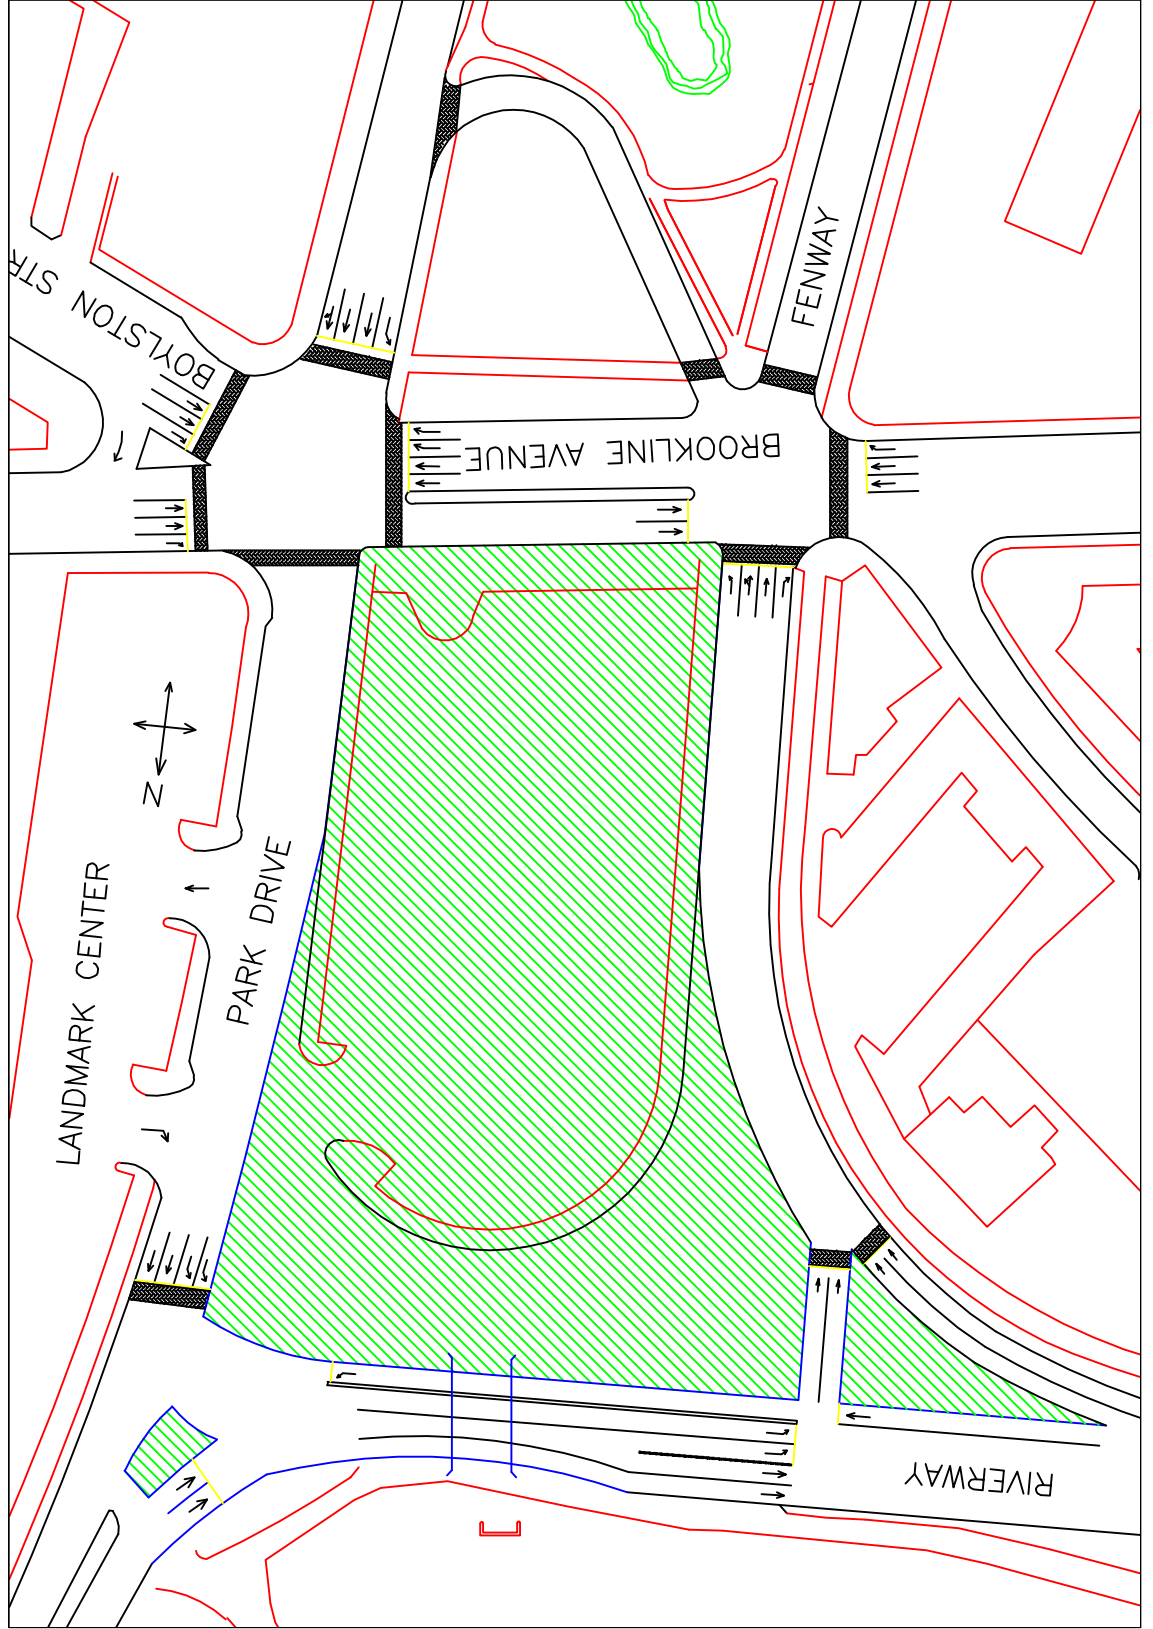 BOYLSTON STR
FENWAY
BROOKLINE AVENUE
N
LANDMARK CENTER
PARK DRIVE
RIVERWAY